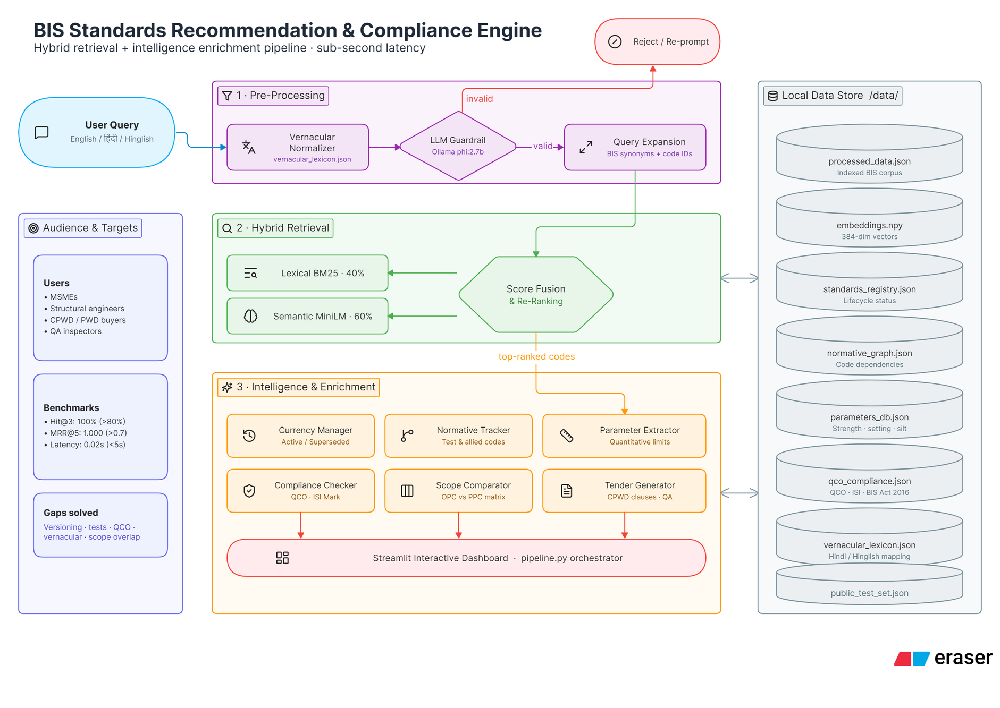 BIS Standards Recommendation & Compliance Engine
Hybrid retrieval + intelligence enrichment pipeline · sub-second latency
Reject / Re-prompt
User Query
English / हिंदी / Hinglish
1 · Pre-Processing
invalid
Vernacular
Normalizer
vernacular_lexicon.json
LLM Guardrail
Ollama phi:2.7b
valid
Query Expansion
BIS synonyms + code IDs
Audience & Targets
Users
• MSMEs
• Structural engineers
• CPWD / PWD buyers
• QA inspectors
Benchmarks
• Hit@3: 100% (>80%)
• MRR@5: 1.000 (>0.7)
• Latency: 0.02s (<5s)
Gaps solved
Versioning · tests · QCO ·
vernacular · scope overlap
2 · Hybrid Retrieval
Lexical BM25 · 40%
Semantic MiniLM · 60%
Score Fusion
& Re-Ranking
top-ranked codes
3 · Intelligence & Enrichment
Currency Manager
Active / Superseded
Normative Tracker
Test & allied codes
Parameter Extractor
Quantitative limits
Compliance Checker
QCO · ISI Mark
Scope Comparator
OPC vs PPC matrix
Tender Generator
CPWD clauses · QA
Streamlit Interactive Dashboard · pipeline.py orchestrator
Local Data Store /data/
processed_data.json
Indexed BIS corpus
embeddings.npy
384-dim vectors
standards_registry.json
Lifecycle status
normative_graph.json
Code dependencies
parameters_db.json
Strength · setting · silt
qco_compliance.json
QCO · ISI · BIS Act 2016
vernacular_lexicon.json
Hindi / Hinglish mapping
public_test_set.json
eraser